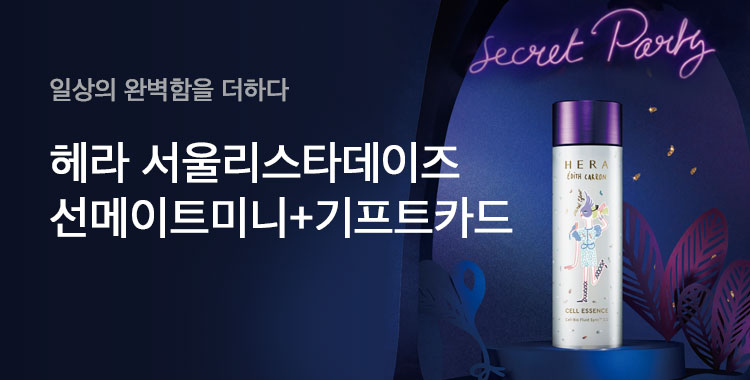 Secret Party
일상의 완벽함을 더하다
헤라 서울리스타데이즈
선메이트미니+기프트카드
HERA
EDITH CARRON
CELL ESSENCE